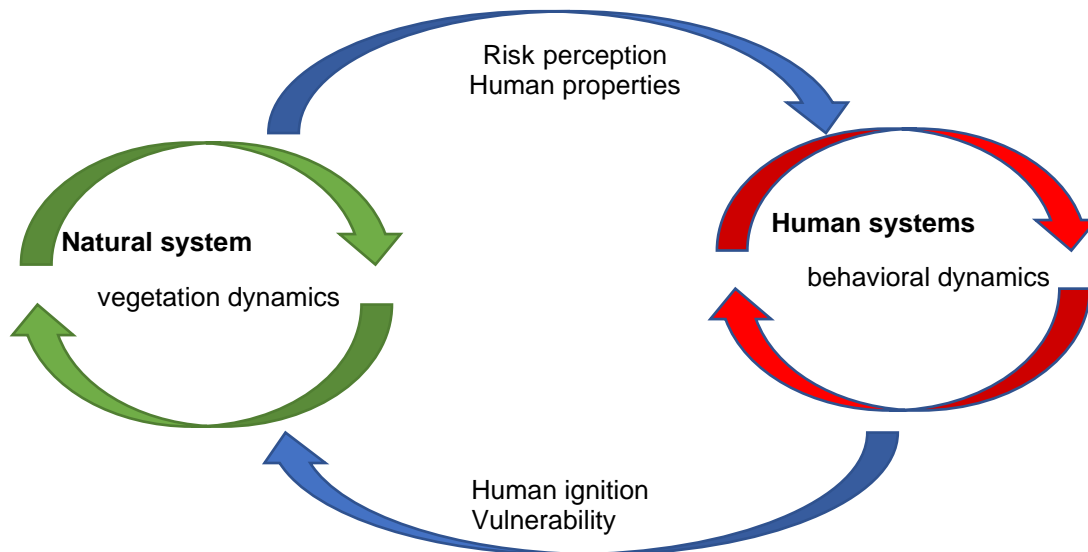 Risk perception
Human properties
Natural system
vegetation dynamics
Human systems
behavioral dynamics
Human ignition
Vulnerability